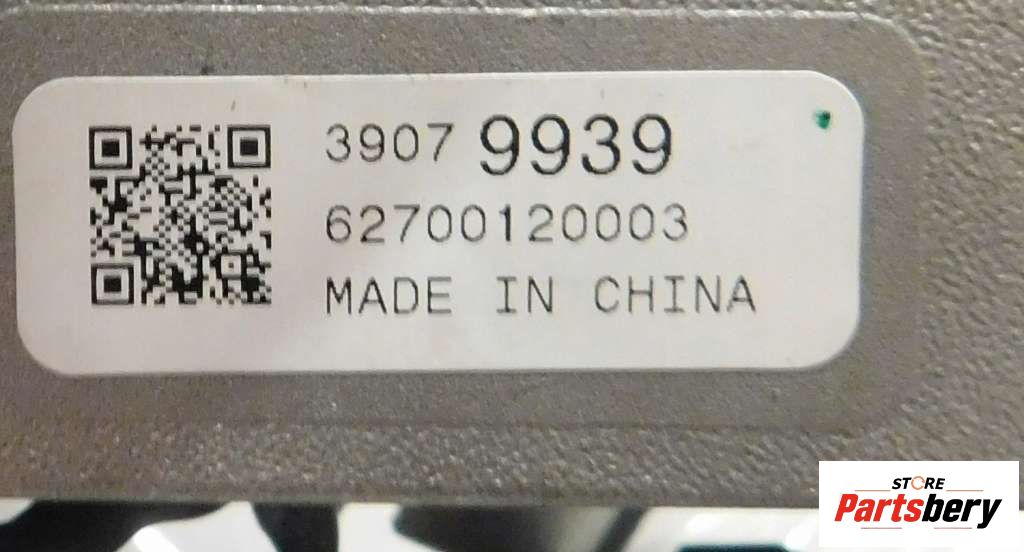 3907 9939
62700120003
MADE IN CHINA
STORE
Partsbery